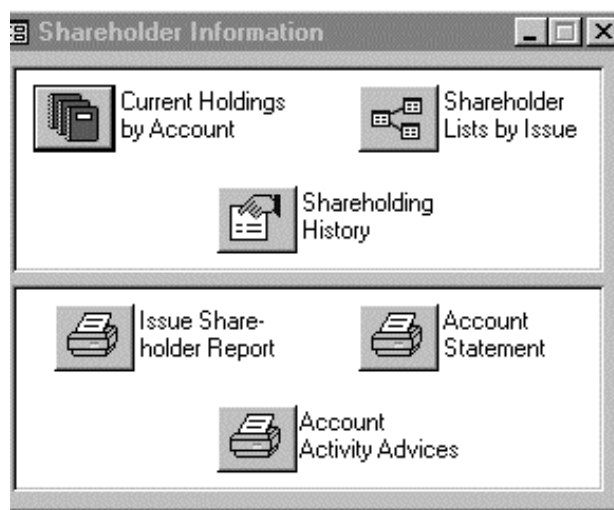 Shareholder Information
Current Holdings
by Account
Shareholder
Lists by Issue
Shareholding
History
Issue Share-
holder Report
Account
Statement
Account
Activity Advices